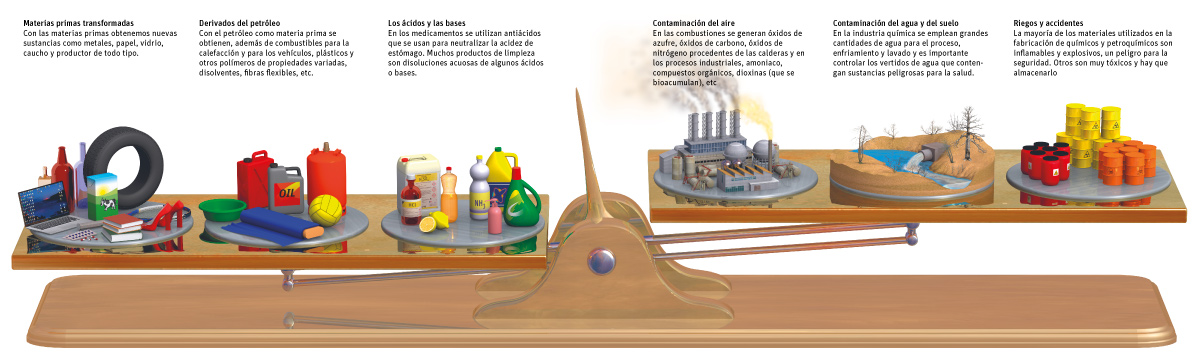 Materias primas transformadas
Con las materias primas obtenemos nuevas
sustancias como metales, papel, vidrio,
caucho y productor de todo tipo.
Derivados del petróleo
Con el petróleo como materia prima se
obtienen, además de combustibles para la
calefacción y para los vehículos, plásticos y
otros polímeros de propiedades variadas,
disolventes, fibras flexibles, etc.
Los ácidos y las bases
En los medicamentos se utilizan antiácidos
que se usan para neutralizar la acidez de
estómago. Muchos productos de limpieza
son disoluciones acuosas de algunos ácidos
o bases.
Contaminación del aire
En las combustiones se generan óxidos de
azufre, óxidos de carbono, óxidos de
nitrógeno procedentes de las calderas y en
los procesos industriales, amoniaco,
compuestos orgánicos, dioxinas (que se
bioacumulan), etc
Contaminación del agua y del suelo
En la industria química se emplean grandes
cantidades de agua para el proceso,
enfriamiento y lavado y es importante
controlar los vertidos de agua que conten-
gan sustancias peligrosas para la salud.
Riegos y accidentes
La mayoría de los materiales utilizados en la
fabricación de químicos y petroquímicos son
inflamables y explosivos, un peligro para la
seguridad. Otros son muy tóxicos y hay que
almacenarlo
OIL
HCl
NH3